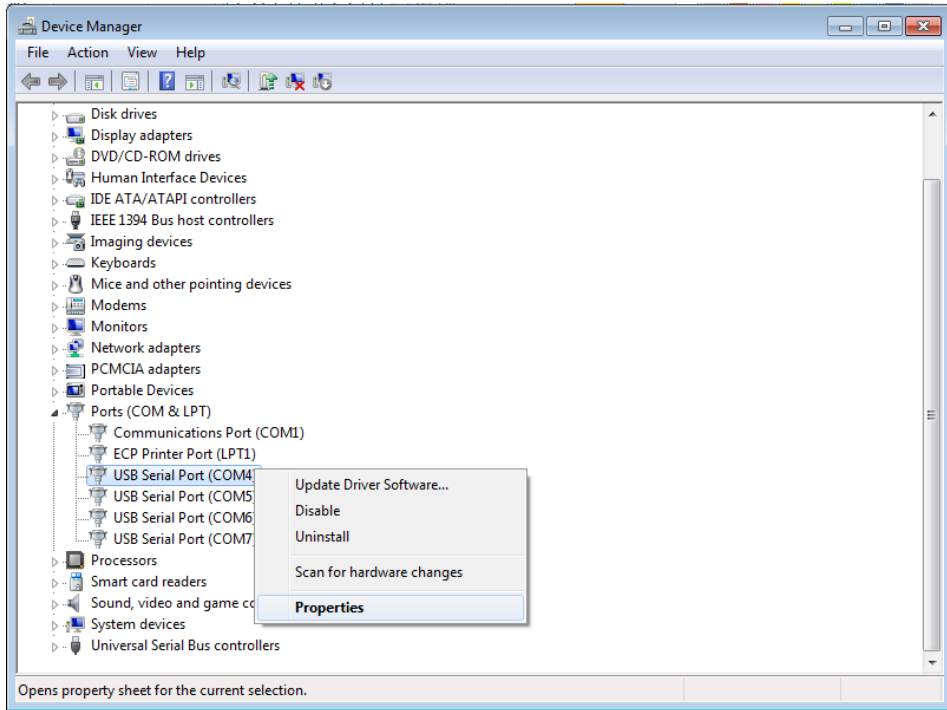 Device Manager
File Action View Help
Disk drives
Display adapters
DVD/CD-ROM drives
Human Interface Devices
IDE ATA/ATAPI controllers
IEEE 1394 Bus host controllers
Imaging devices
Keyboards
Mice and other pointing devices
Modems
Monitors
Network adapters
PCMCIA adapters
Portable Devices
Ports (COM & LPT)
Communications Port (COM1)
ECP Printer Port (LPT1)
USB Serial Port (COM4)
USB Serial Port (COM5)
USB Serial Port (COM6)
USB Serial Port (COM7)
Processors
Smart card readers
Sound, video and game co
System devices
Universal Serial Bus controllers
Update Driver Software...
Disable
Uninstall
Scan for hardware changes
Properties
Opens property sheet for the current selection.